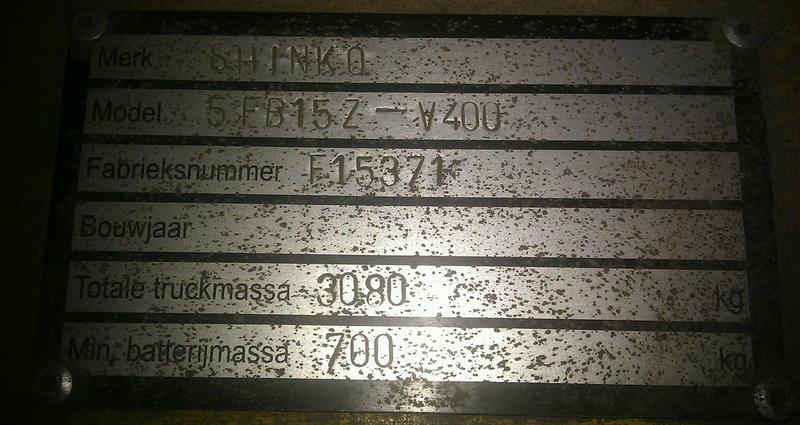 Merk SHINKO
Model 5 FB15Z-V400
Fabrieksnummer F15371
Bouwjaar
Totale truckmassa 3080 kg
Min. batterijmassa 700 kg